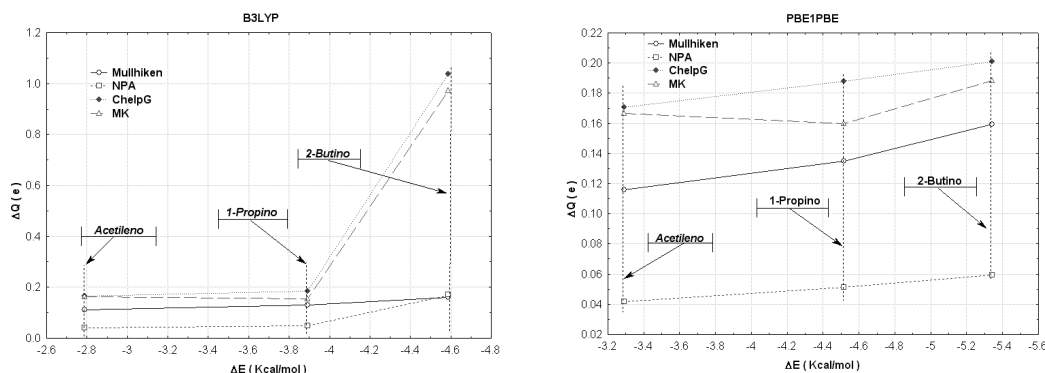 B3LYP
1.2
1.0
0.8
0.6
0.4
0.2
0.0
ΔQ ( e )
Mullhiken
NPA
ChelpG
MK
2-Butino
1-Propino
Acetileno
-2.6 -2.8 -3 -3.2 -3.4 -3.6 -3.8 -4 -4.2 -4.4 -4.6 -4.8
ΔE ( Kcal/mol )
PBE1PBE
0.22
0.20
0.18
0.16
0.14
0.12
0.10
0.08
0.06
0.04
0.02
ΔQ ( e )
Mullhiken
NPA
ChelpG
MK
2-Butino
1-Propino
Acetileno
-3.2 -3.4 -3.6 -3.8 -4 -4.2 -4.4 -4.6 -4.8 -5 -5.2 -5.4 -5.6
ΔE ( Kcal/mol )